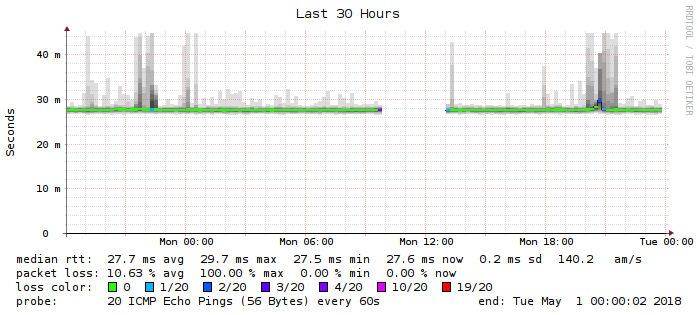 Last 30 Hours
RRDTOOL / TOBI OETIKER
Seconds
40 m
30 m
20 m
10 m
0
Mon 00:00 Mon 06:00 Mon 12:00 Mon 18:00 Tue 00:00
median rtt: 27.7 ms avg 29.7 ms max 27.5 ms min 27.6 ms now 0.2 ms sd 140.2 am/s
packet loss: 10.63 % avg 100.00 % max 0.00 % min 0.00 % now
loss color: 0 1/20 2/20 3/20 4/20 10/20 19/20
probe: 20 ICMP Echo Pings (56 Bytes) every 60s end: Tue May 1 00:00:02 2018